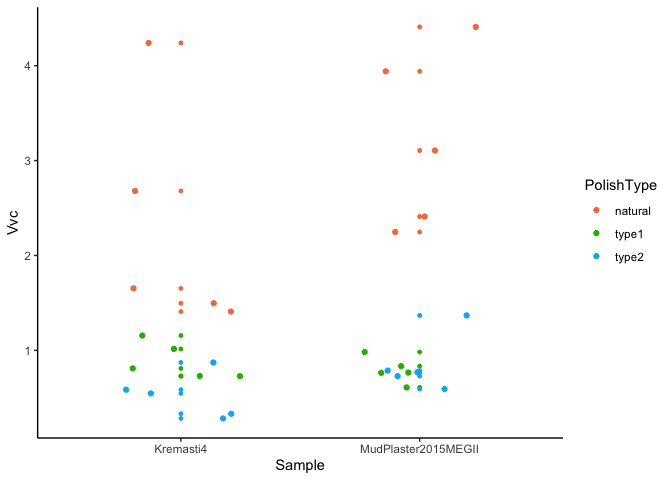 4
3
2
1
Vvc
Kremasti4
MudPlaster2015MEGII
Sample
PolishType
natural
type1
type2